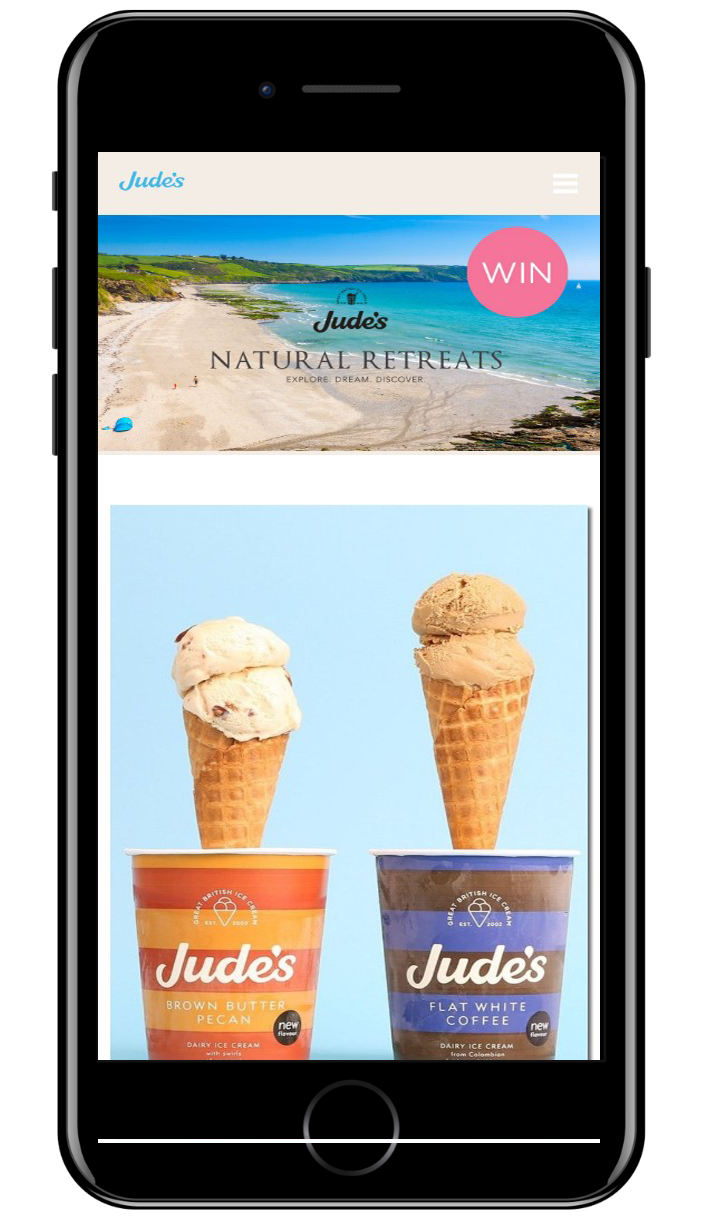 Jude's
WIN
Jude's
NATURAL RETREATS
EXPLORE. DREAM. DISCOVER.
GREAT BRITISH ICE CREAM
EST.
Jude's
BROWN BUTTER
PECAN
new
flavour
DAIRY ICE CREAM
with swirls
GREAT BRITISH ICE CREAM
EST. 2002
Jude's
FLAT WHITE
COFFEE
new
flavour
DAIRY ICE CREAM
from Colombian